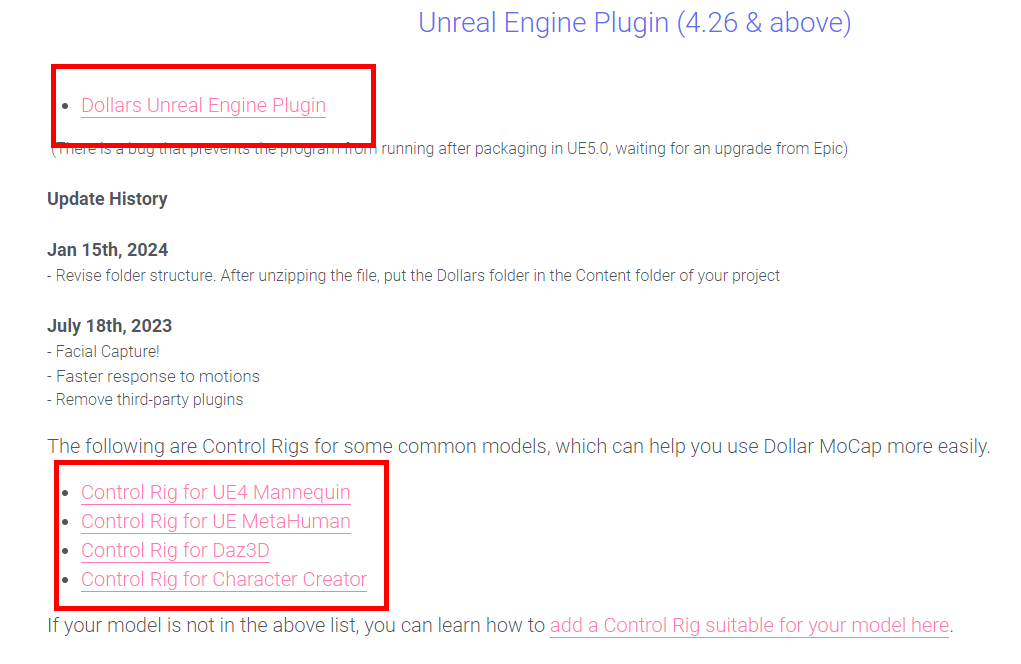 Unreal Engine Plugin (4.26 & above)
Dollars Unreal Engine Plugin
(There is a bug that prevents the program from running after packaging in UE5.0, waiting for an upgrade from Epic)
Update History
Jan 15th, 2024
- Revise folder structure. After unzipping the file, put the Dollars folder in the Content folder of your project
July 18th, 2023
- Facial Capture!
- Faster response to motions
- Remove third-party plugins
The following are Control Rigs for some common models, which can help you use Dollar MoCap more easily.
Control Rig for UE4 Mannequin
Control Rig for UE MetaHuman
Control Rig for Daz3D
Control Rig for Character Creator
If your model is not in the above list, you can learn how to add a Control Rig suitable for your model here.